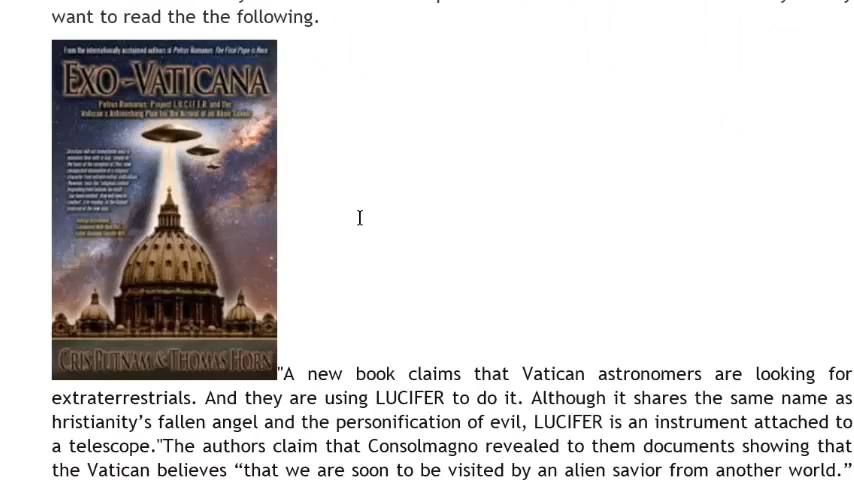 want to read the the following.
From the internationally acclaimed authors of Petrus Romanus: The Final Pope is Here
EXO-VATICANA
Petrus Romanus, Project L.U.C.I.F.E.R. and the
Vatican's Astonishing Plan for the Arrival of an Alien Savior
CRIS PUTNAM & THOMAS HORN
"A new book claims that Vatican astronomers are looking for
extraterrestrials. And they are using LUCIFER to do it. Although it shares the same name as
hristianity’s fallen angel and the personification of evil, LUCIFER is an instrument attached to
a telescope."The authors claim that Consolmagno revealed to them documents showing that
the Vatican believes “that we are soon to be visited by an alien savior from another world.”